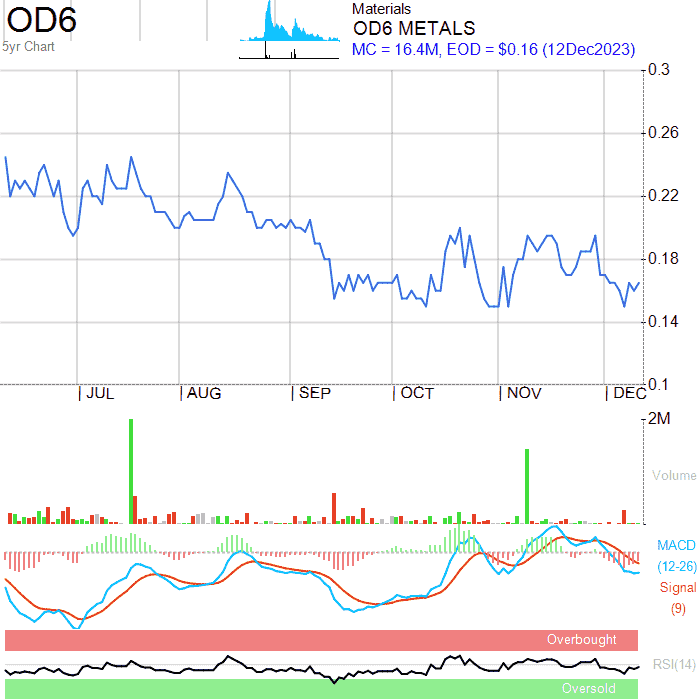 OD6
5yr Chart
Materials
OD6 METALS
MC = 16.4M, EOD = $0.16 (12Dec2023)
0.3
0.26
0.22
0.18
0.14
0.1
JUL
AUG
SEP
OCT
NOV
DEC
2M
Volume
MACD
(12-26)
Signal
(9)
Overbought
RSI(14)
Oversold